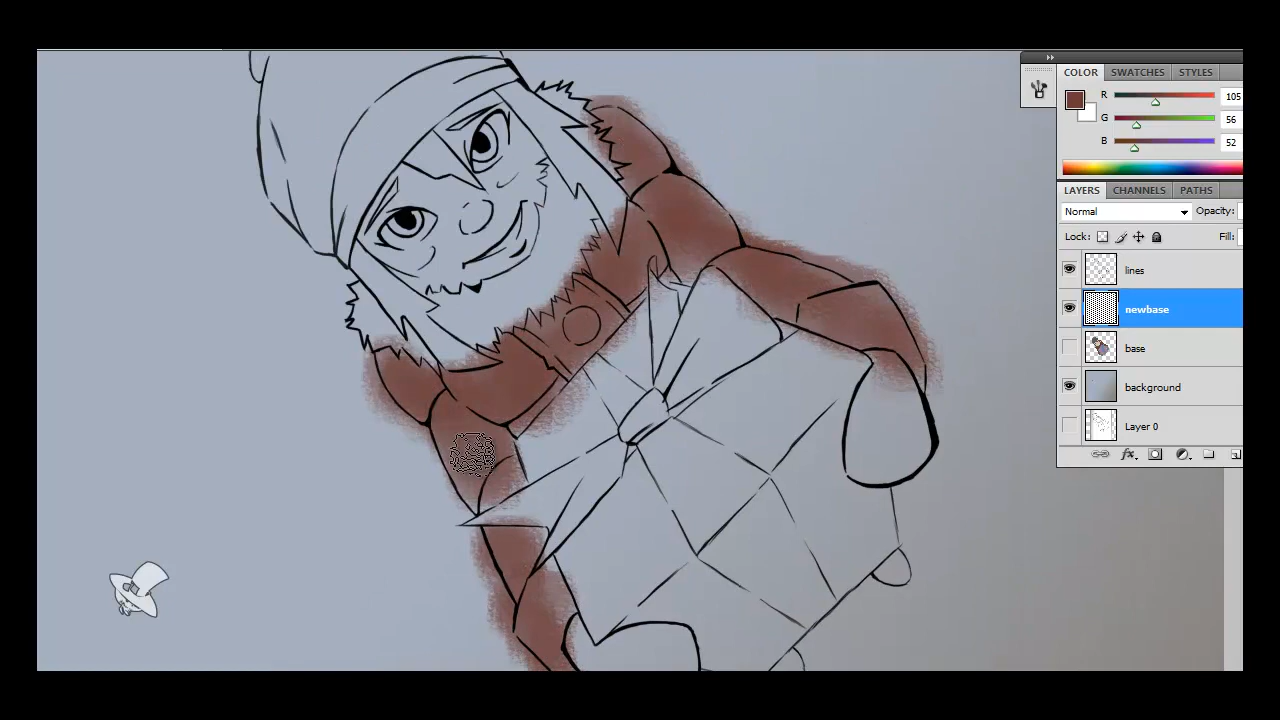 COLOR SWATCHES STYLES
R 105
G 56
B 52
LAYERS CHANNELS PATHS
Normal Opacity:
Lock: Fill:
lines
newbase
base
background
Layer 0
fx